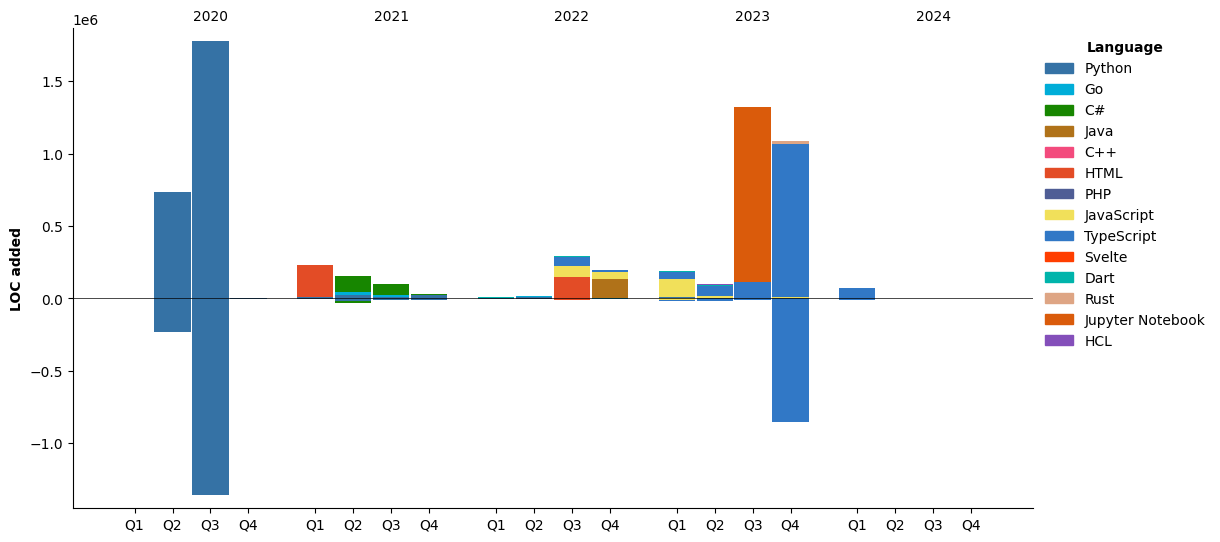 1e6
2020 2021 2022 2023 2024
LOC added
1.5
1.0
0.5
0.0
−0.5
−1.0
Q1 Q2 Q3 Q4 Q1 Q2 Q3 Q4 Q1 Q2 Q3 Q4 Q1 Q2 Q3 Q4 Q1 Q2 Q3 Q4
Language
Python
Go
C#
Java
C++
HTML
PHP
JavaScript
TypeScript
Svelte
Dart
Rust
Jupyter Notebook
HCL